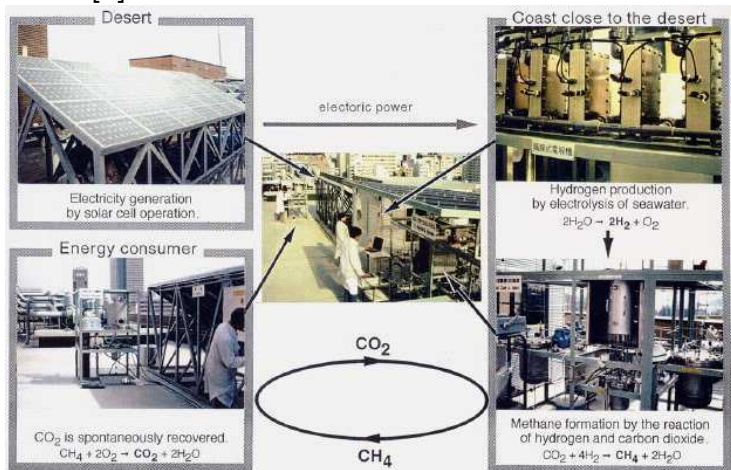 Desert
Electricity generation
by solar cell operation.
electoric power
Coast close to the desert
Hydrogen production
by electrolysis of seawater.
2H₂O → 2H₂ + O₂
Energy consumer
CO₂ is spontaneously recovered.
CH₄ + 2O₂ → CO₂ + 2H₂O
CO₂
CH₄
Methane formation by the reaction
of hydrogen and carbon dioxide.
CO₂ + 4H₂ → CH₄ + 2H₂O